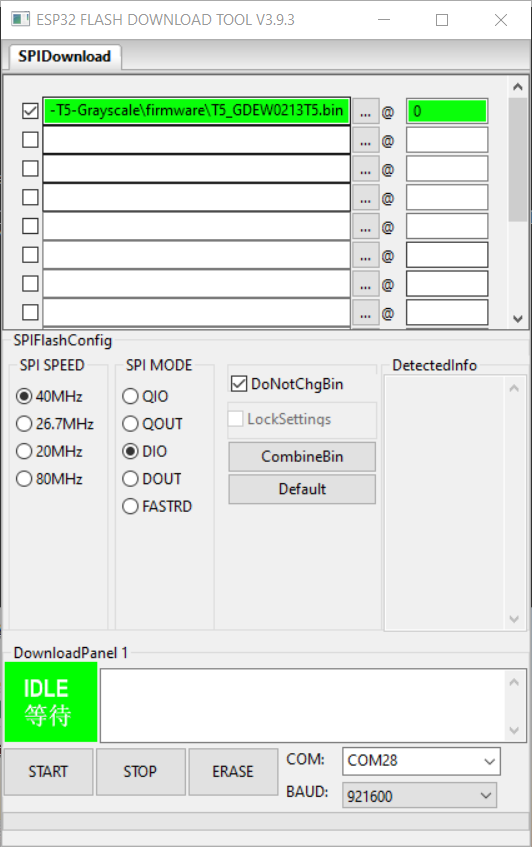 ESP32 FLASH DOWNLOAD TOOL V3.9.3
SPIDownload
-T5-Grayscale\firmware\T5_GDEW0213T5.bin ... @ 0
... @
... @
... @
... @
... @
... @
... @
SPIFlashConfig
SPI SPEED
40MHz
26.7MHz
20MHz
80MHz
SPI MODE
QIO
QOUT
DIO
DOUT
FASTRD
DoNotChgBin
LockSettings
CombineBin
Default
DetectedInfo
DownloadPanel 1
IDLE
等待
START STOP ERASE
COM: COM28
BAUD: 921600